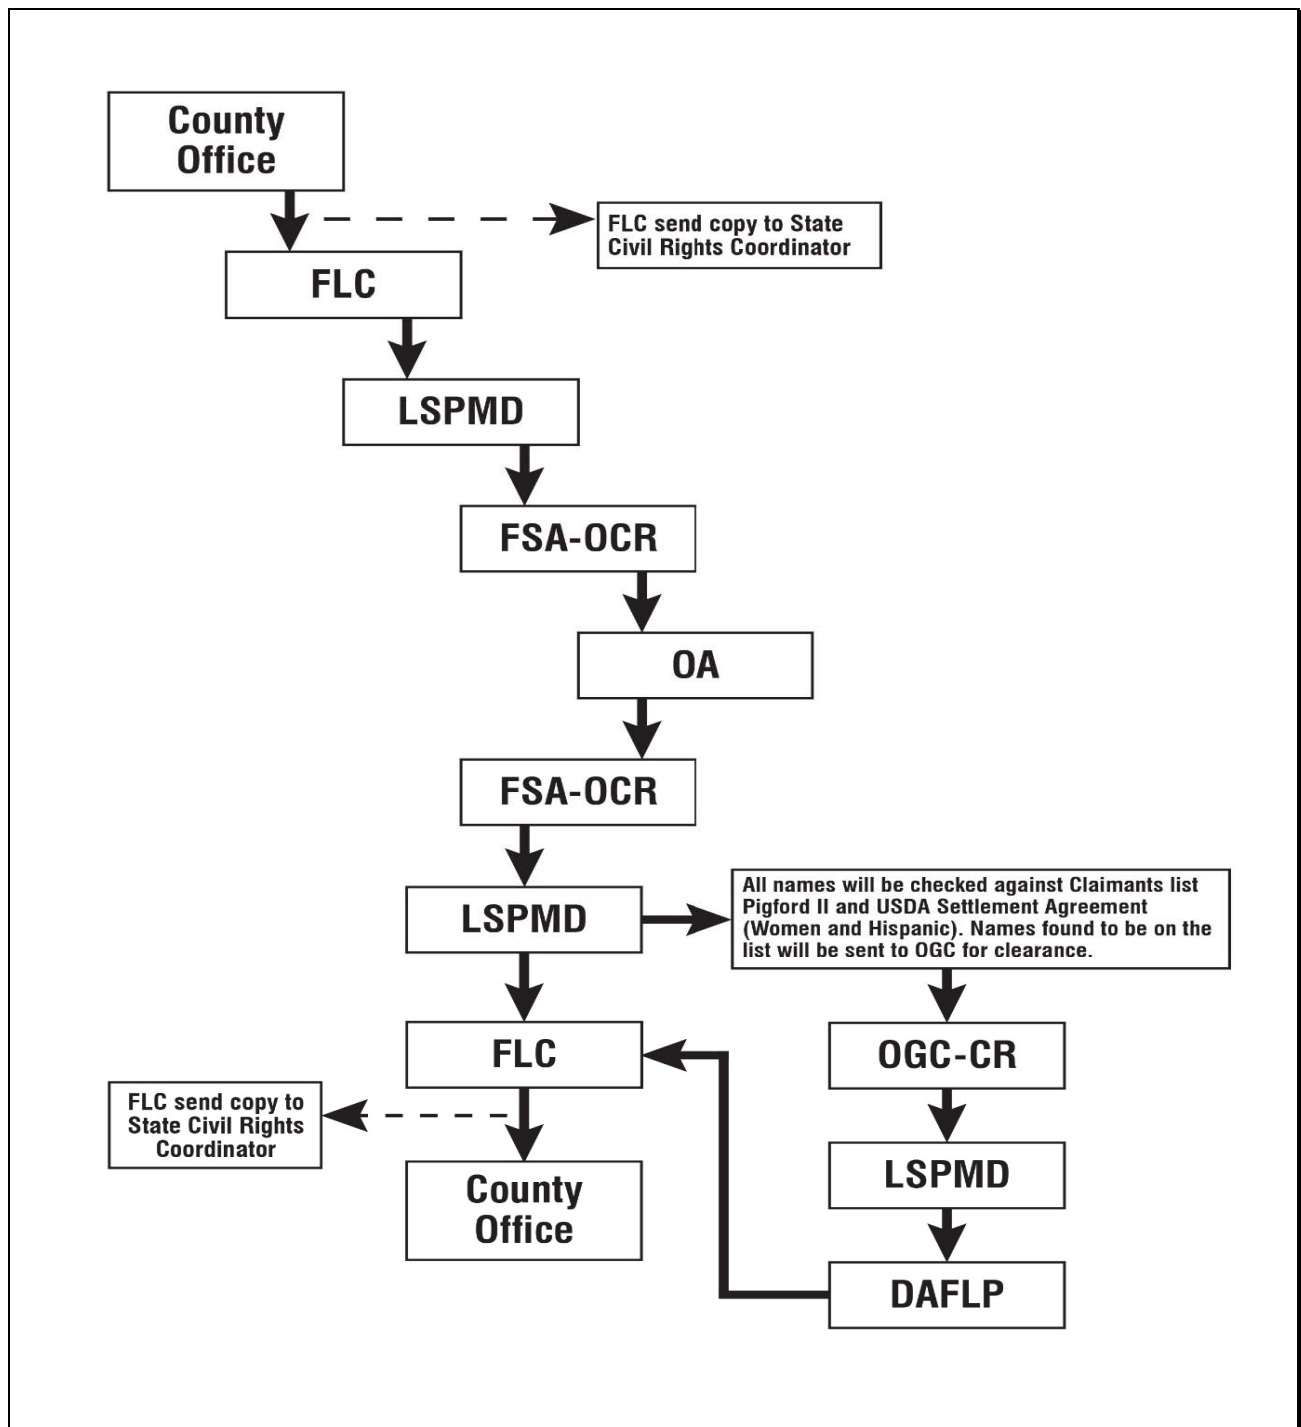 County
Office
FLC send copy to State
Civil Rights Coordinator
FLC
LSPMD
FSA-OCR
OA
FSA-OCR
LSPMD
All names will be checked against Claimants list
Pigford II and USDA Settlement Agreement
(Women and Hispanic). Names found to be on the
list will be sent to OGC for clearance.
FLC
OGC-CR
FLC send copy to
State Civil Rights
Coordinator
County
Office
LSPMD
DAFLP